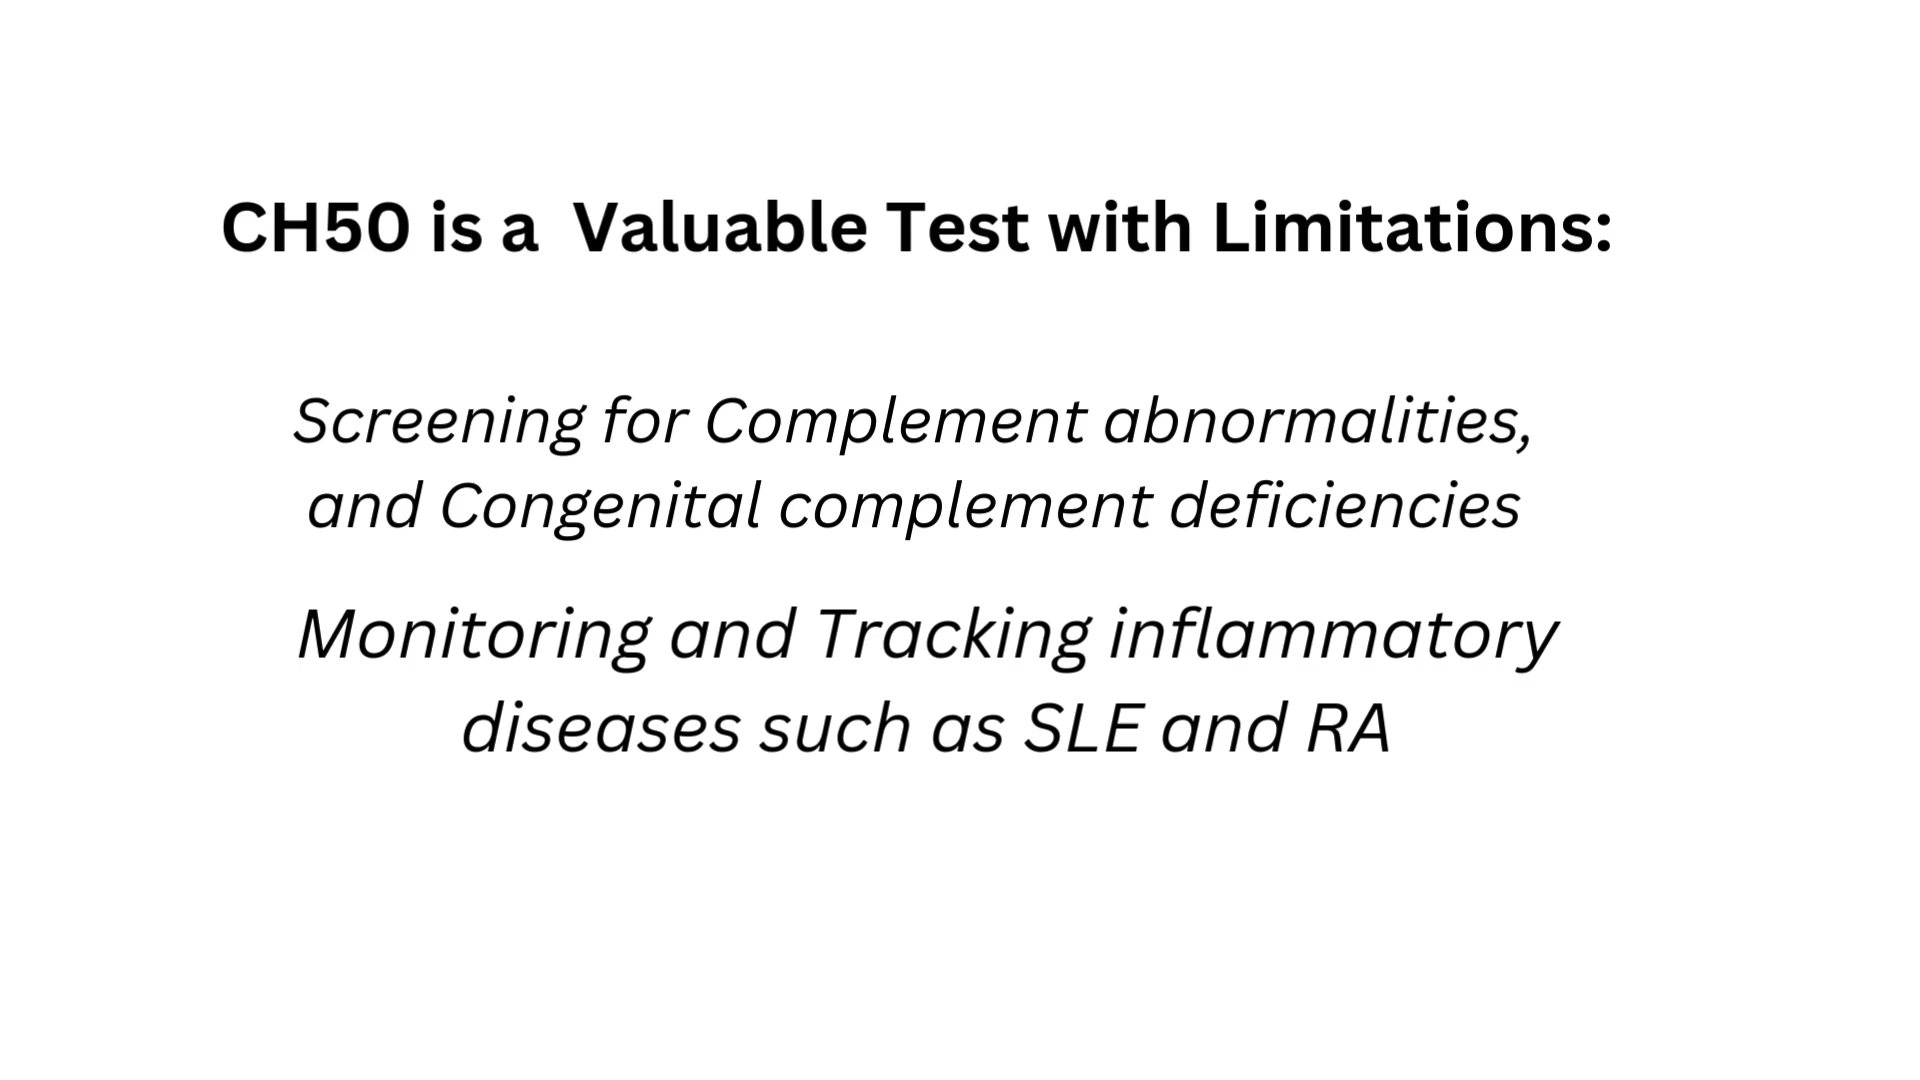 CH50 is a  Valuable Test with Limitations:
Screening for Complement abnormalities,
and Congenital complement deficiencies
Monitoring and Tracking inflammatory
diseases such as SLE and RA